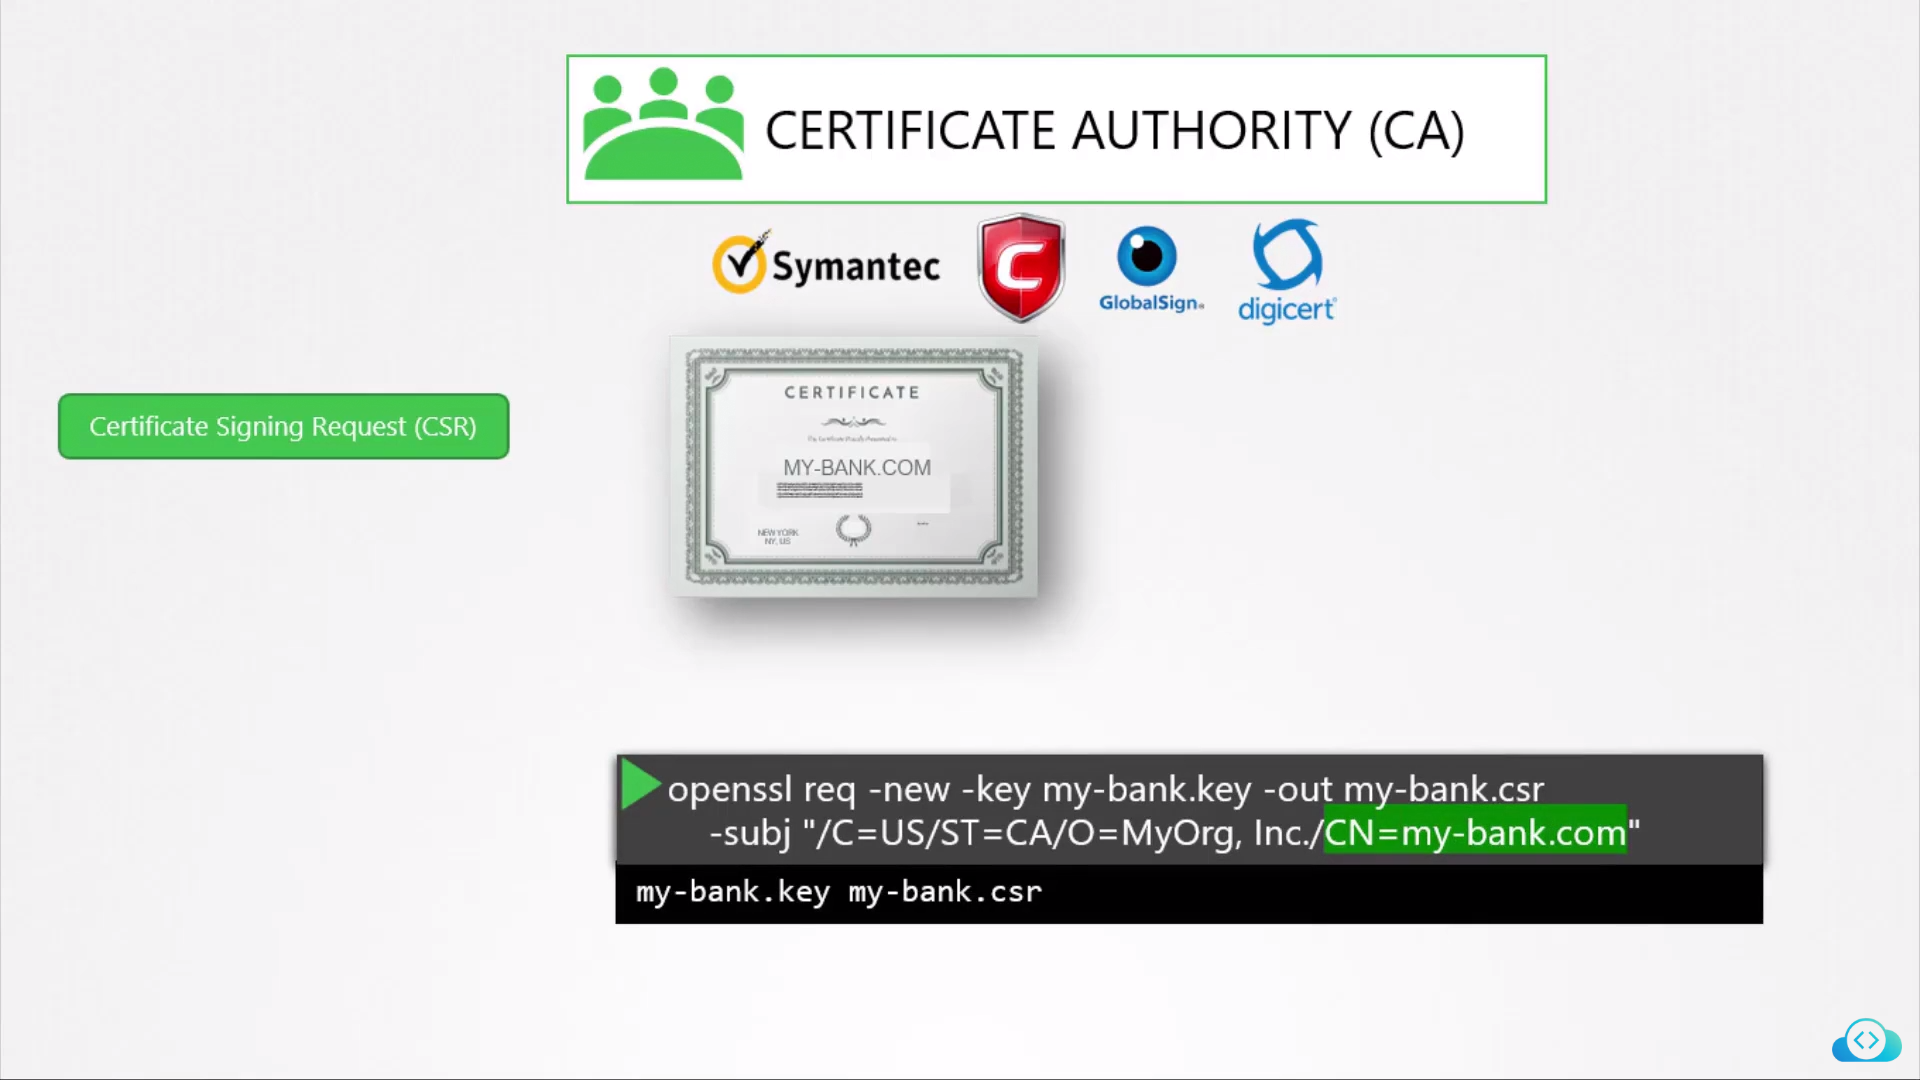 CERTIFICATE AUTHORITY (CA)
Symantec
C
GlobalSign
digicert
Certificate Signing Request (CSR)
CERTIFICATE
MY-BANK.COM
NEW YORK
NY, US
openssl req -new -key my-bank.key -out my-bank.csr
-subj "/C=US/ST=CA/O=MyOrg, Inc./CN=my-bank.com"
my-bank.key my-bank.csr